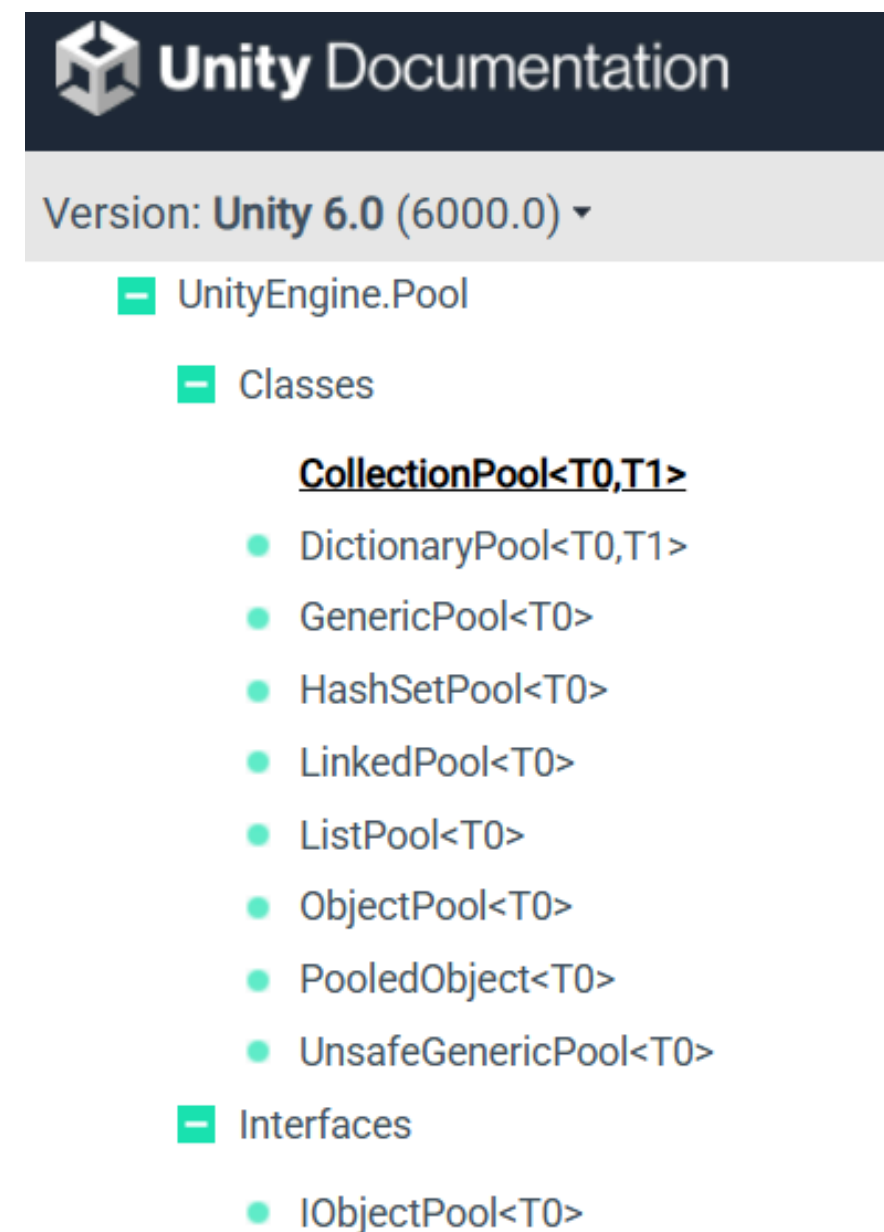 Unity Documentation
Version: Unity 6.0 (6000.0)
UnityEngine.Pool
Classes
CollectionPool<T0,T1>
DictionaryPool<T0,T1>
GenericPool<T0>
HashSetPool<T0>
LinkedPool<T0>
ListPool<T0>
ObjectPool<T0>
PooledObject<T0>
UnsafeGenericPool<T0>
Interfaces
IObjectPool<T0>